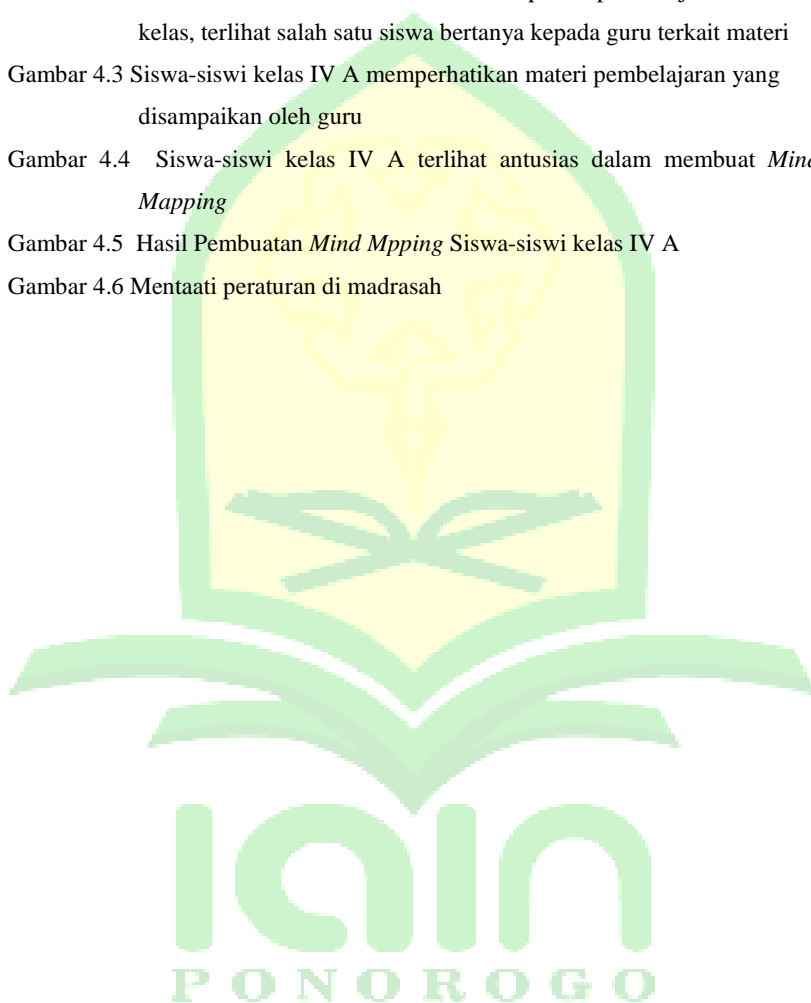 kelas, terlihat salah satu siswa bertanya kepada guru terkait materi
Gambar 4.3 Siswa-siswi kelas IV A memperhatikan materi pembelajaran yang
disampaikan oleh guru
Gambar 4.4 Siswa-siswi kelas IV A terlihat antusias dalam membuat Mind
Mapping
Gambar 4.5 Hasil Pembuatan Mind Mpping Siswa-siswi kelas IV A
Gambar 4.6 Mentaati peraturan di madrasah
iain
PONOROGO